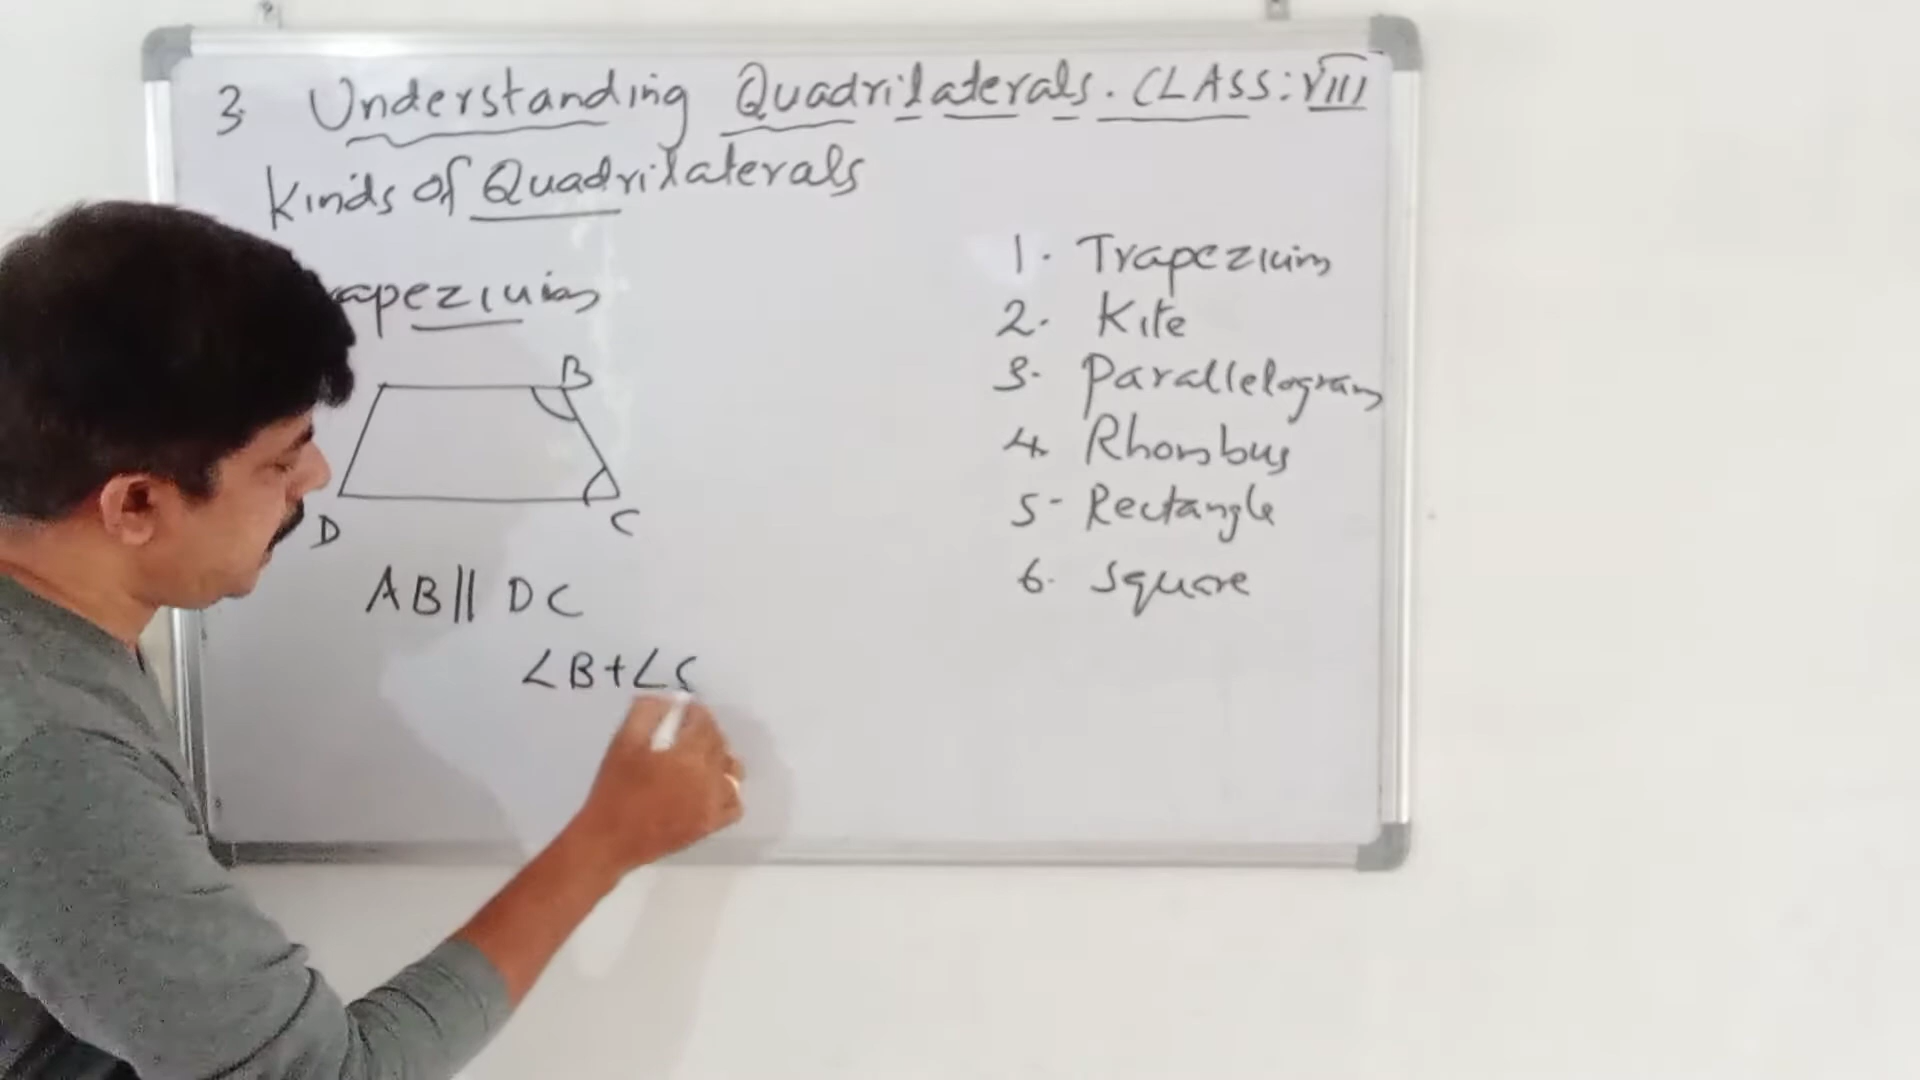 3. Understanding Quadrilaterals. CLASS: VIII
Kinds of Quadrilaterals
apezium
B
D
C
AB || DC
∠B+∠C
1. Trapezium
2. Kite
3. Parallelogram
4. Rhombus
5- Rectangle
6. Square